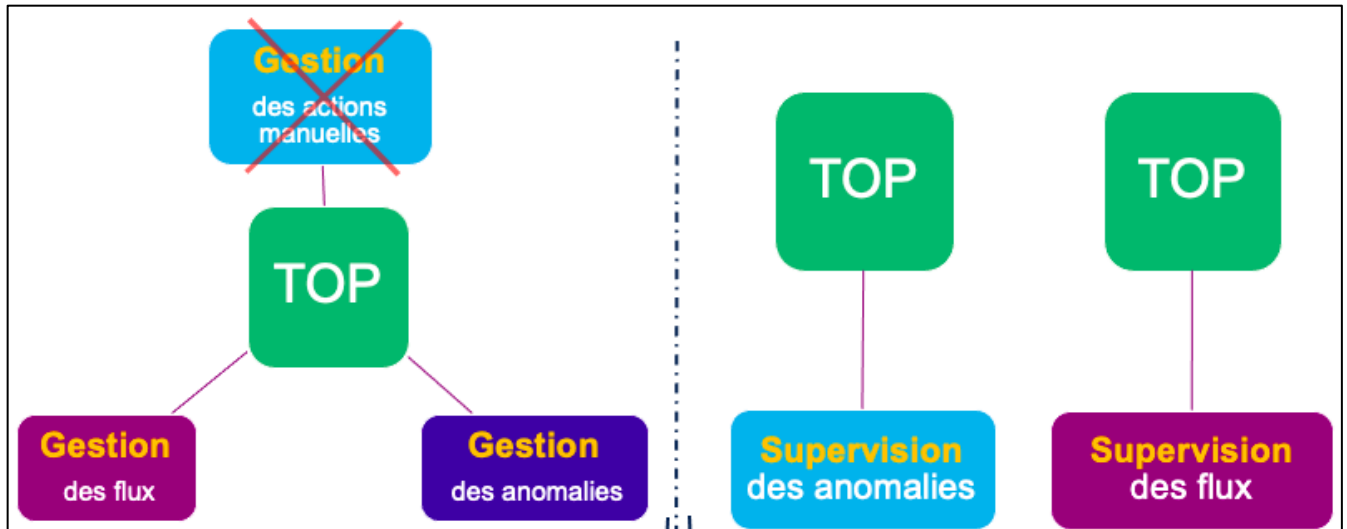 Gestion
des actions
manuelles
TOP
Gestion
des flux
Gestion
des anomalies
TOP
Supervision
des anomalies
TOP
Supervision
des flux